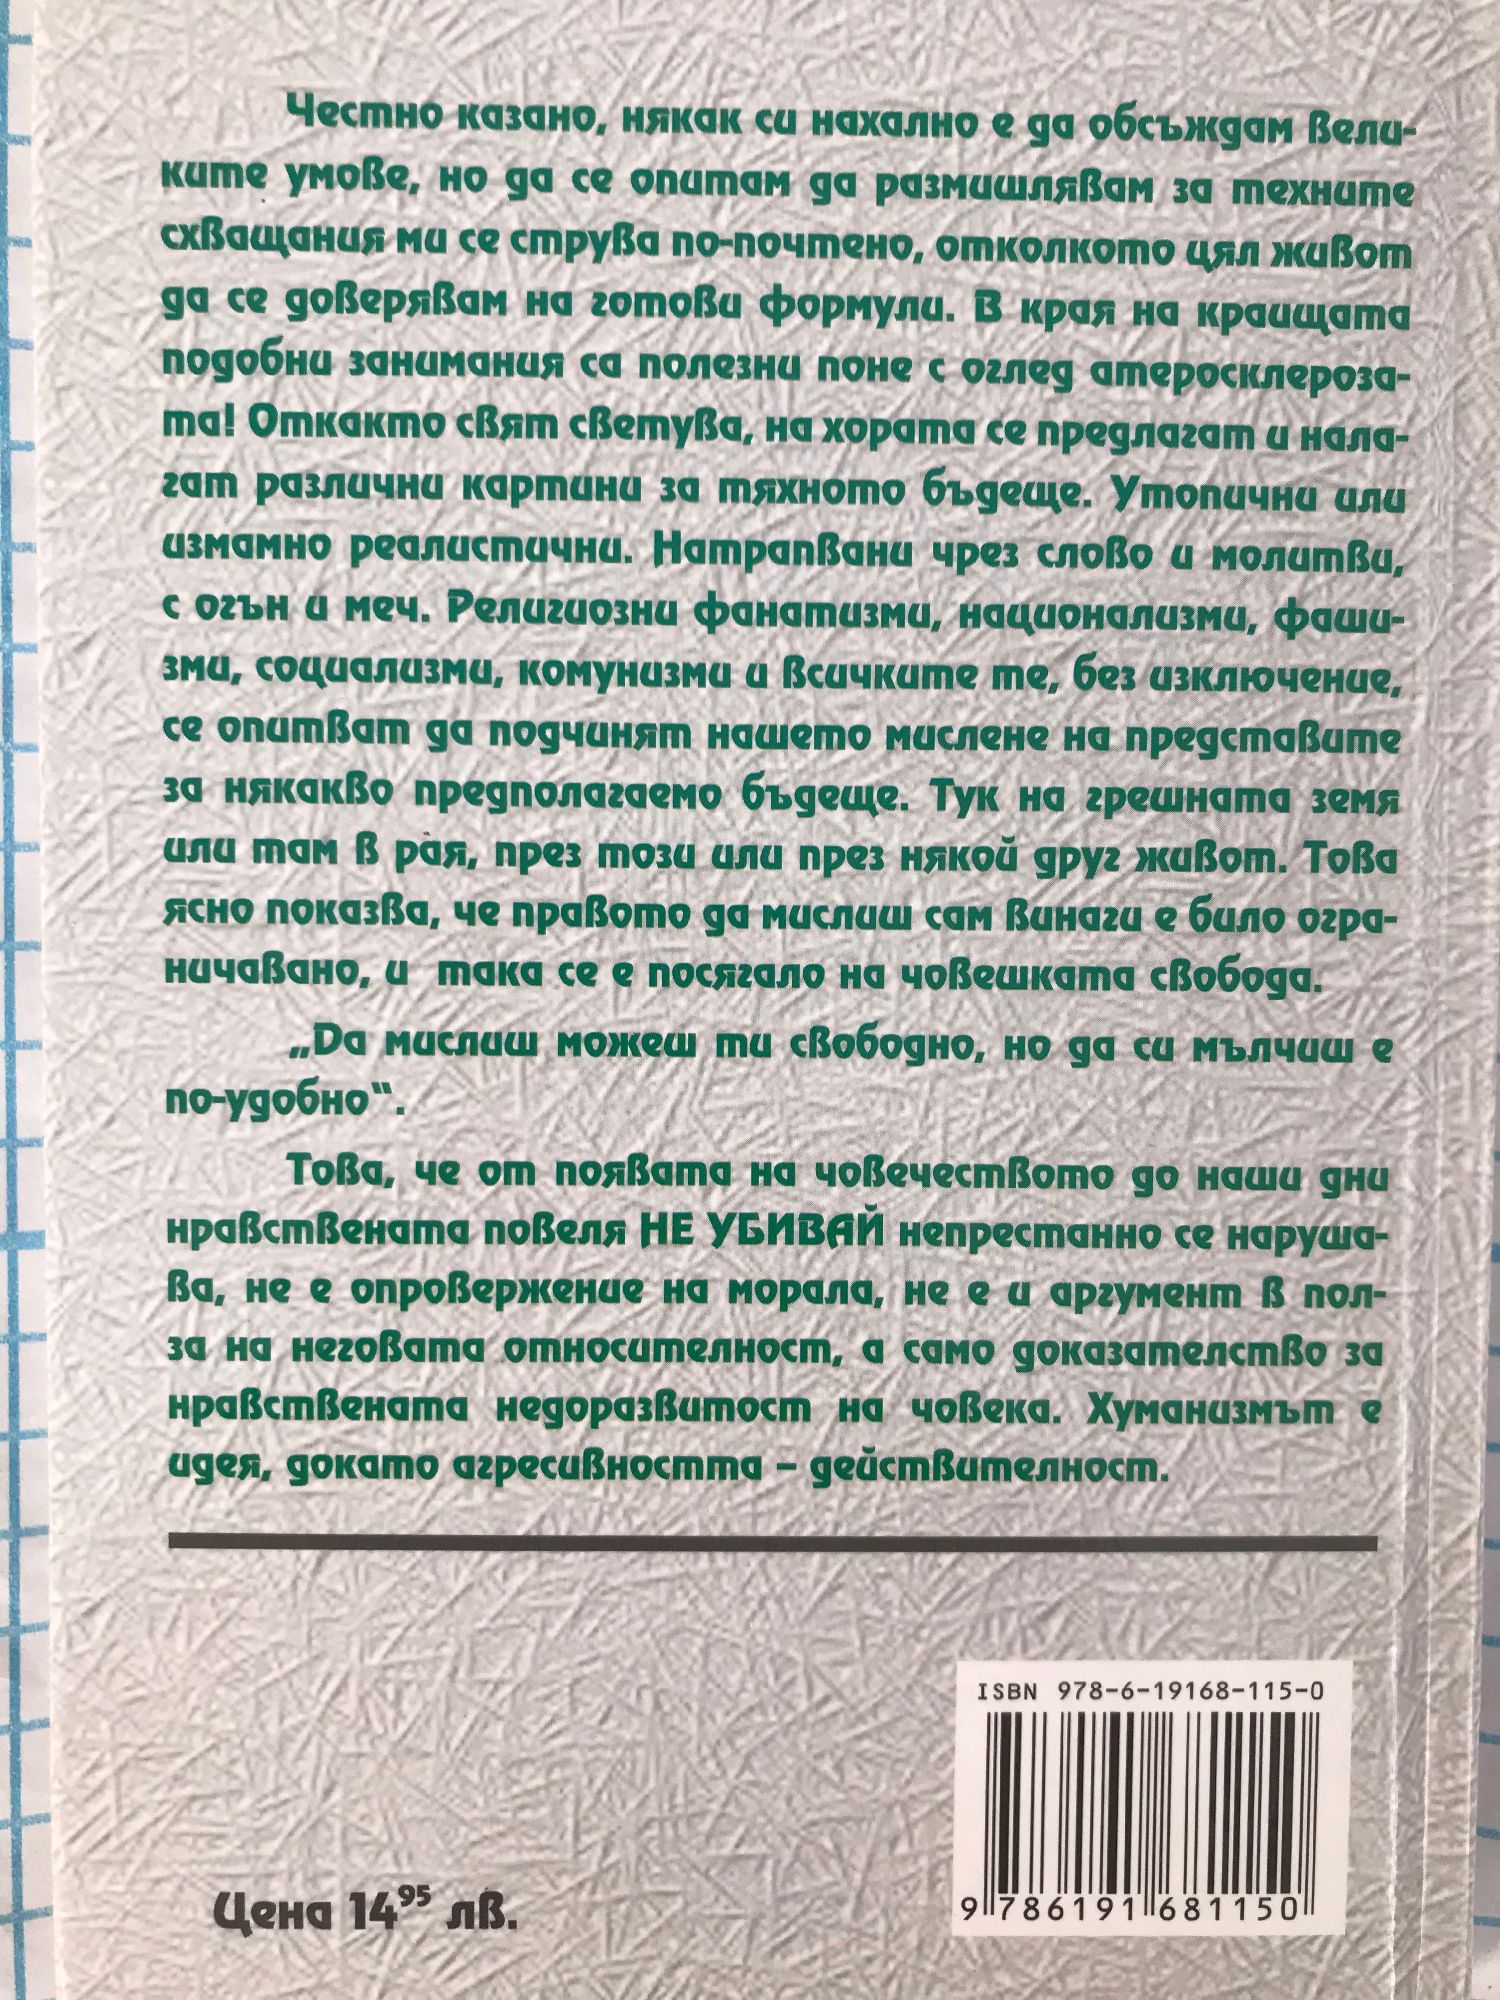 Честно казано, някак си нахално е да обсъждам вели-
ките умове, но да се опитам да размишлявам за техните
схващания ми се струва по-почтено, отколкото цял живот
да се доверявам на готови формули. В края на краищата
подобни занимания са полезни поне с оглед атеросклероза-
та! Откакто свят светува, на хората се предлагат и нала-
гат различни картини за тяхното бъдеще. Утопични или
измамно реалистични. Натрапвани чрез слово и молитви,
с огън и меч. Религиозни фанатизми, национализми, фаши-
зми, социализми, комунизми и всичките те, без изключение,
се опитват да подчинят нашето мислене на представите
за някакво предполагаемо бъдеще. Тук на грешната земя
или там в рая, през този или през някой друг живот. Това
ясно показва, че правото да мислиш сам винаги е било огра-
ничавано, и така се е посягало на човешката свобода.
„Да мислиш можеш ти свободно, но да си мълчиш е
по-удобно“.
Това, че от появата на човечеството до наши дни
нравствената повеля НЕ УБИВАЙ непрестанно се наруша-
ва, не е опровержение на морала, не е и аргумент в пол-
за на неговата относителност, а само доказателство за
нравствената недоразвитост на човека. Хуманизмът е
идея, докато агресивността – действителност.
ISBN 978-6-19168-115-0
9 786191 681150
Цена 14⁹⁵ лв.